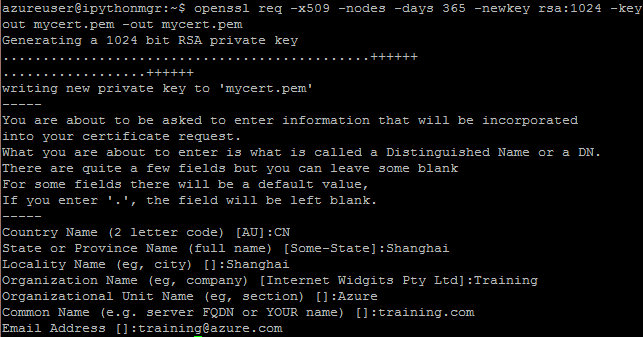 azureuser@ipythonmgr:~$ openssl req -x509 -nodes -days 365 -newkey rsa:1024 -key
out mycert.pem -out mycert.pem
Generating a 1024 bit RSA private key
..................................................++++++
...................++++++
writing new private key to 'mycert.pem'
-----
You are about to be asked to enter information that will be incorporated
into your certificate request.
What you are about to enter is what is called a Distinguished Name or a DN.
There are quite a few fields but you can leave some blank
For some fields there will be a default value,
If you enter '.', the field will be left blank.
-----
Country Name (2 letter code) [AU]:CN
State or Province Name (full name) [Some-State]:Shanghai
Locality Name (eg, city) []:Shanghai
Organization Name (eg, company) [Internet Widgits Pty Ltd]:Training
Organizational Unit Name (eg, section) []:Azure
Common Name (e.g. server FQDN or YOUR name) []:training.com
Email Address []:training@azure.com